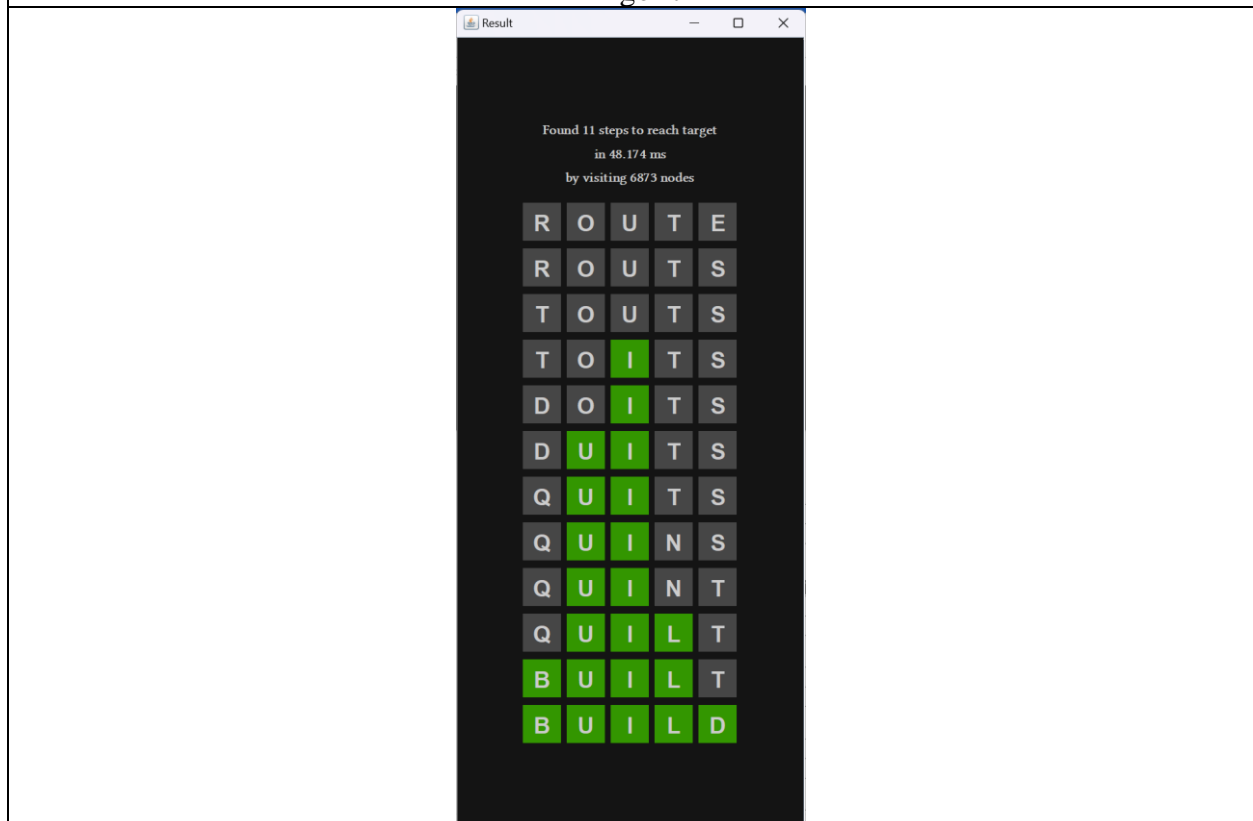 Result
Found 11 steps to reach target
in 48.174 ms
by visiting 6873 nodes
R O U T E
R O U T S
T O U T S
T O I T S
D O I T S
D U I T S
Q U I T S
Q U I N S
Q U I N T
Q U I L T
B U I L T
B U I L D